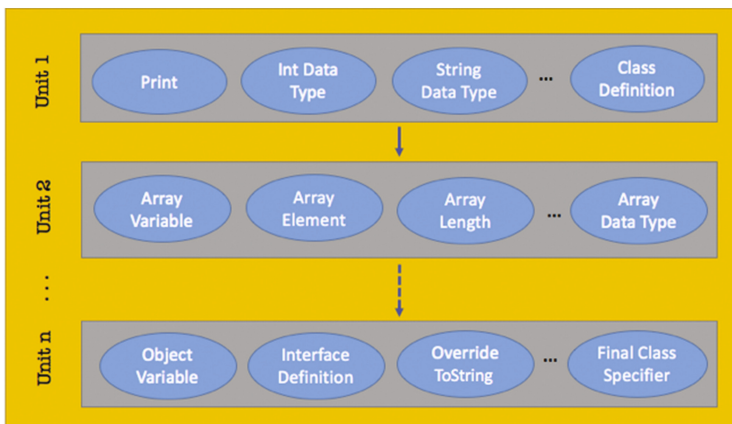 Unit 1
Print
Int Data
Type
String
Data Type
...
Class
Definition
Unit 2
Array
Variable
Array
Element
Array
Length
...
Array
Data Type
...
Unit n
Object
Variable
Interface
Definition
Override
ToString
...
Final Class
Specifier